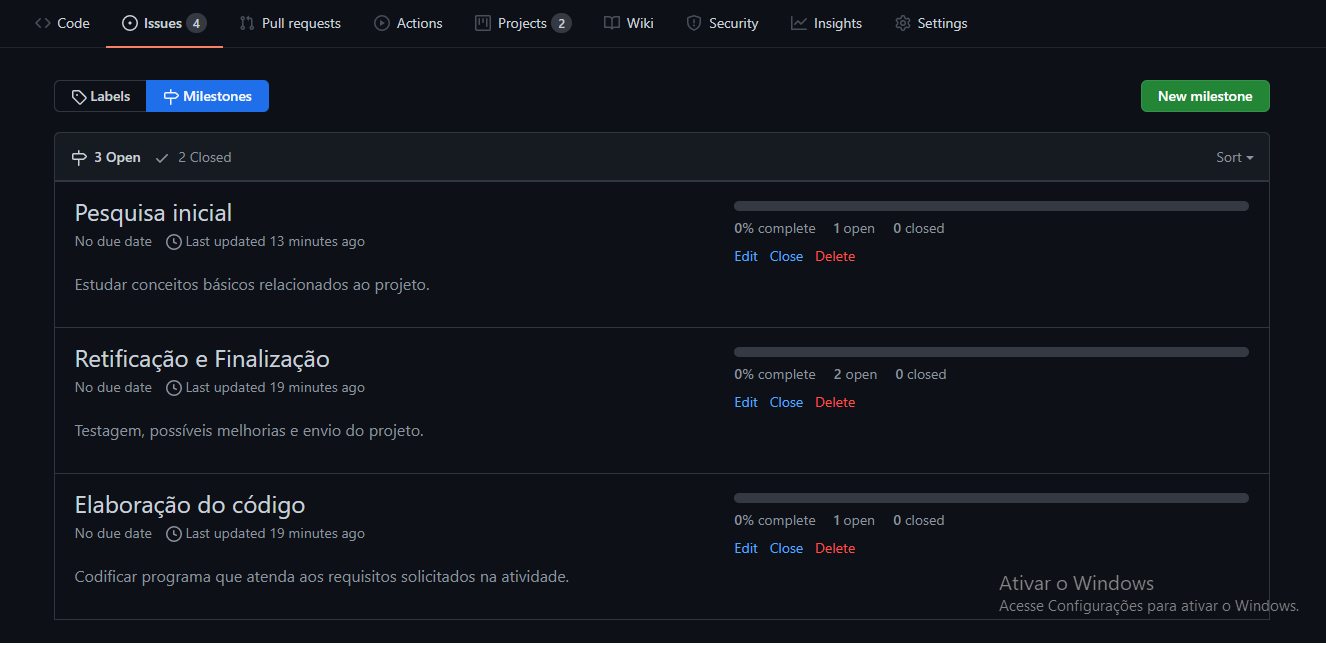 Code Issues 4 Pull requests Actions Projects 2 Wiki Security Insights Settings
Labels Milestones New milestone
3 Open 2 Closed Sort
Pesquisa inicial
No due date Last updated 13 minutes ago
0% complete 1 open 0 closed
Edit Close Delete
Estudar conceitos básicos relacionados ao projeto.
Retificação e Finalização
No due date Last updated 19 minutes ago
0% complete 2 open 0 closed
Edit Close Delete
Testagem, possíveis melhorias e envio do projeto.
Elaboração do código
No due date Last updated 19 minutes ago
0% complete 1 open 0 closed
Edit Close Delete
Codificar programa que atenda aos requisitos solicitados na atividade.
Ativar o Windows
Acesse Configurações para ativar o Windows.